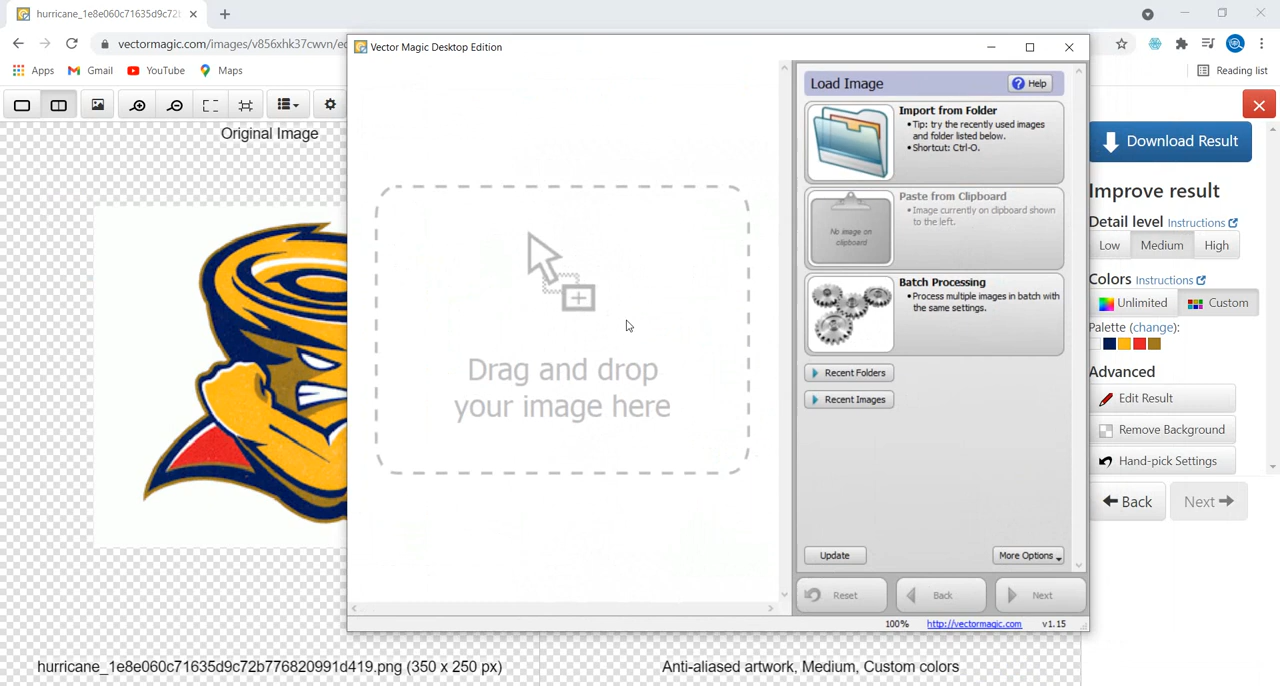 hurricane_1e8e060c71635d9c72
vectormagic.com/images/v856xhk37cwvn/ed
Apps
Gmail
YouTube
Maps
Reading list
Original Image
Vector Magic Desktop Edition
Drag and drop
your image here
Load Image
Help
Import from Folder
•Tip: try the recently used images
and folder listed below.
•Shortcut: Ctrl-O.
No image on
clipboard
Paste from Clipboard
•Image currently on clipboard shown
to the left.
Batch Processing
•Process multiple images in batch with
the same settings.
Recent Folders
Recent Images
Update
More Options
Reset
Back
Next
100%
http://vectormagic.com
v1.15
Download Result
Improve result
Detail level Instructions
Low
Medium
High
Colors Instructions
Unlimited
Custom
Palette (change):
Advanced
Edit Result
Remove Background
Hand-pick Settings
Back
Next
hurricane_1e8e060c71635d9c72b776820991d419.png (350 x 250 px)
Anti-aliased artwork, Medium, Custom colors